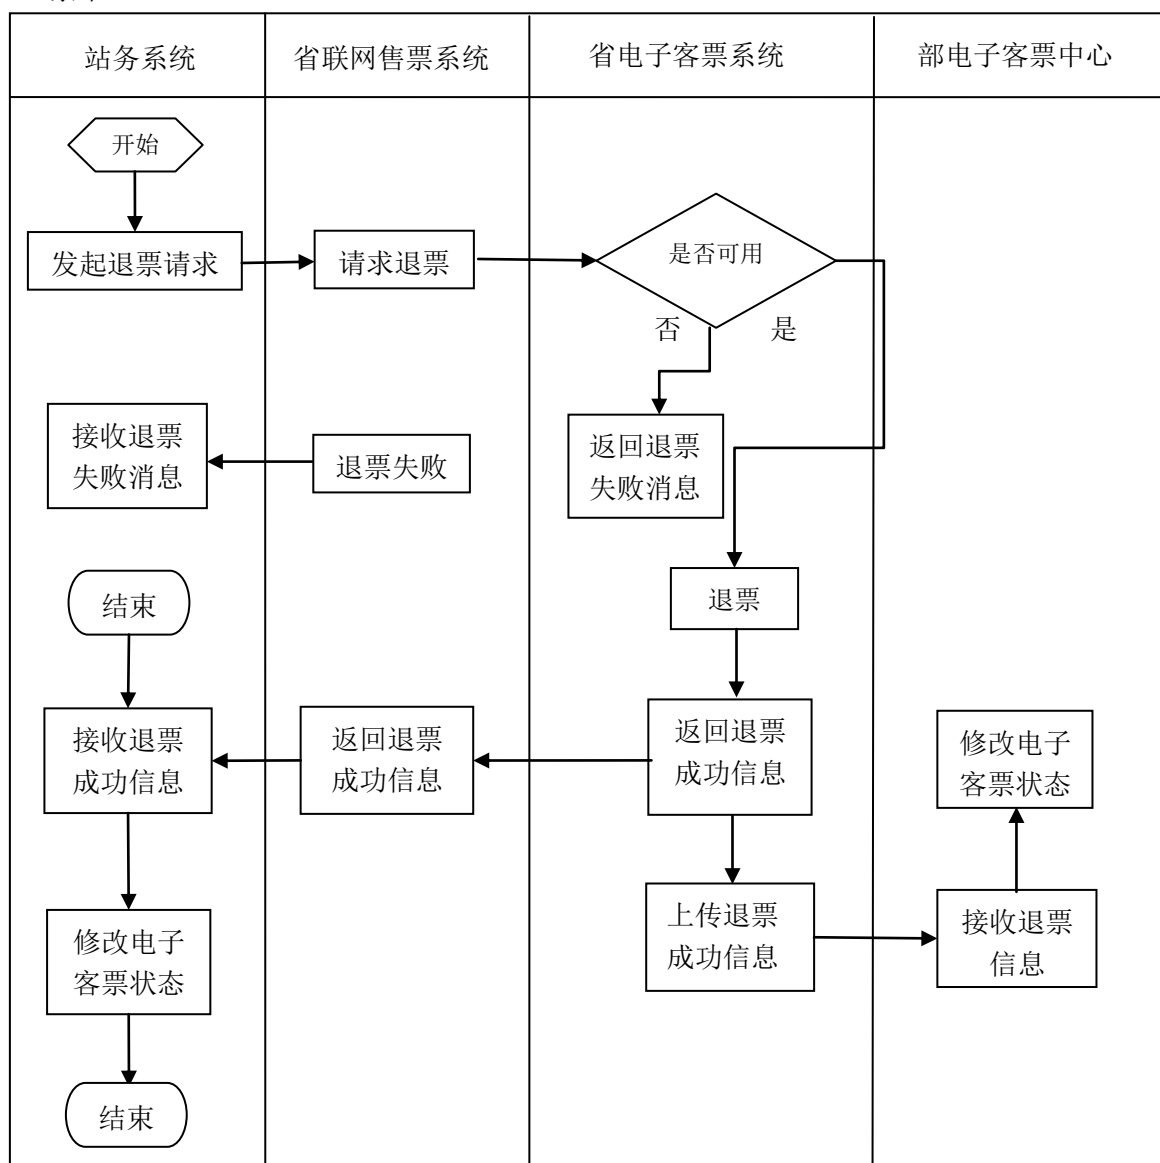 站务系统
省联网售票系统
省电子客票系统
部电子客票中心
开始
发起退票请求
请求退票
是否可用
否
是
接收退票
失败消息
退票失败
返回退票
失败消息
结束
退票
接收退票
成功信息
返回退票
成功信息
返回退票
成功信息
修改电子
客票状态
修改电子
客票状态
上传退票
成功信息
接收退票
信息
结束